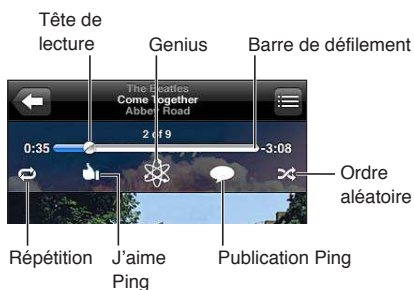 Tête de
lecture
Genius
Barre de défilement
The Beatles
Come Together
Abbey Road
2 of 9
0:35
-3:08
Ordre
aléatoire
Répétition
J'aime
Ping
Publication Ping